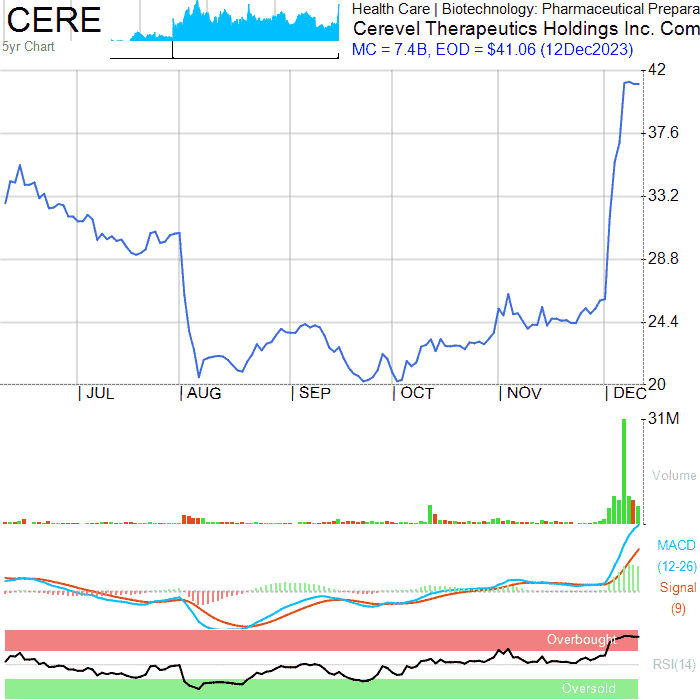 CERE
5yr Chart
Health Care | Biotechnology: Pharmaceutical Prepara
Cerevel Therapeutics Holdings Inc. Com
MC = 7.4B, EOD = $41.06 (12Dec2023)
42
37.6
33.2
28.8
24.4
20
JUL
AUG
SEP
OCT
NOV
DEC
31M
Volume
MACD
(12-26)
Signal
(9)
Overbought
RSI(14)
Oversold